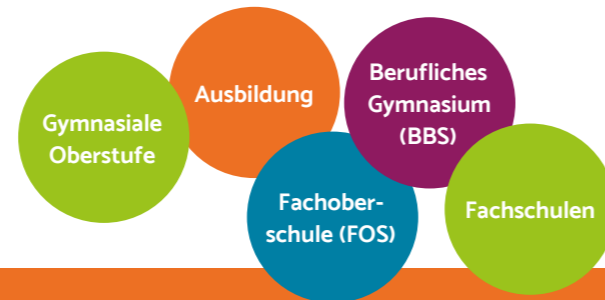 Gymnasiale
Oberstufe
Ausbildung
Berufliches
Gymnasium
(BBS)
Fachober-
schule (FOS)
Fachschulen